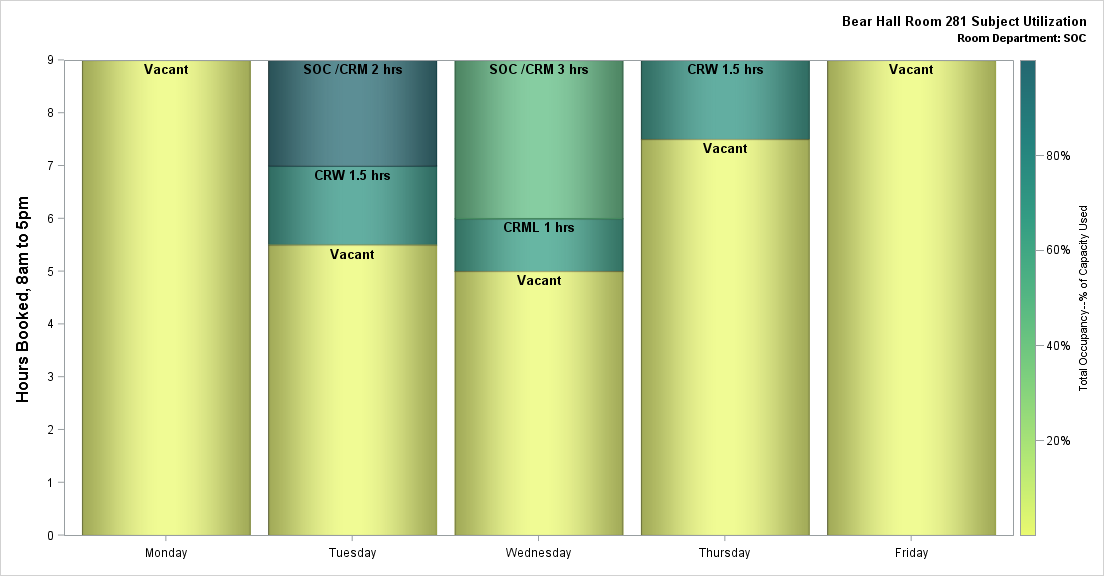 Bear Hall Room 281 Subject Utilization
Room Department: SOC
Hours Booked, 8am to 5pm
9
8
7
6
5
4
3
2
1
0
Vacant
SOC /CRM 2 hrs
CRW 1.5 hrs
Vacant
SOC /CRM 3 hrs
CRML 1 hrs
Vacant
CRW 1.5 hrs
Vacant
Vacant
Monday
Tuesday
Wednesday
Thursday
Friday
80%
60%
40%
20%
Total Occupancy--% of Capacity Used